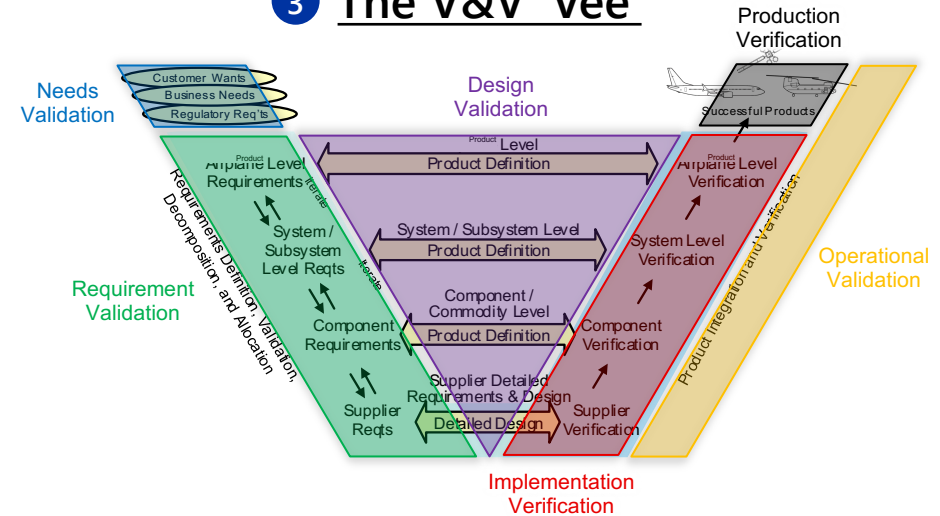 3 The V&V "Vee"
Production
Verification
Needs
Validation
Customer Wants
Business Needs
Regulatory Req'ts
Design
Validation
Successful Products
Product
Airplane Level
Requirements
Iterate
System /
Subsystem
Level Reqts
Iterate
Component
Requirements
Supplier
Reqts
Requirements Definition, Validation,
Decomposition, and Allocation
Requirement
Validation
Product Level
Product Definition
System / Subsystem Level
Product Definition
Component /
Commodity Level
Product Definition
Supplier Detailed
Requirements & Design
Detailed Design
Product
Airplane Level
Verification
System Level
Verification
Component
Verification
Supplier
Verification
Product Integration and Verification
Operational
Validation
Implementation
Verification